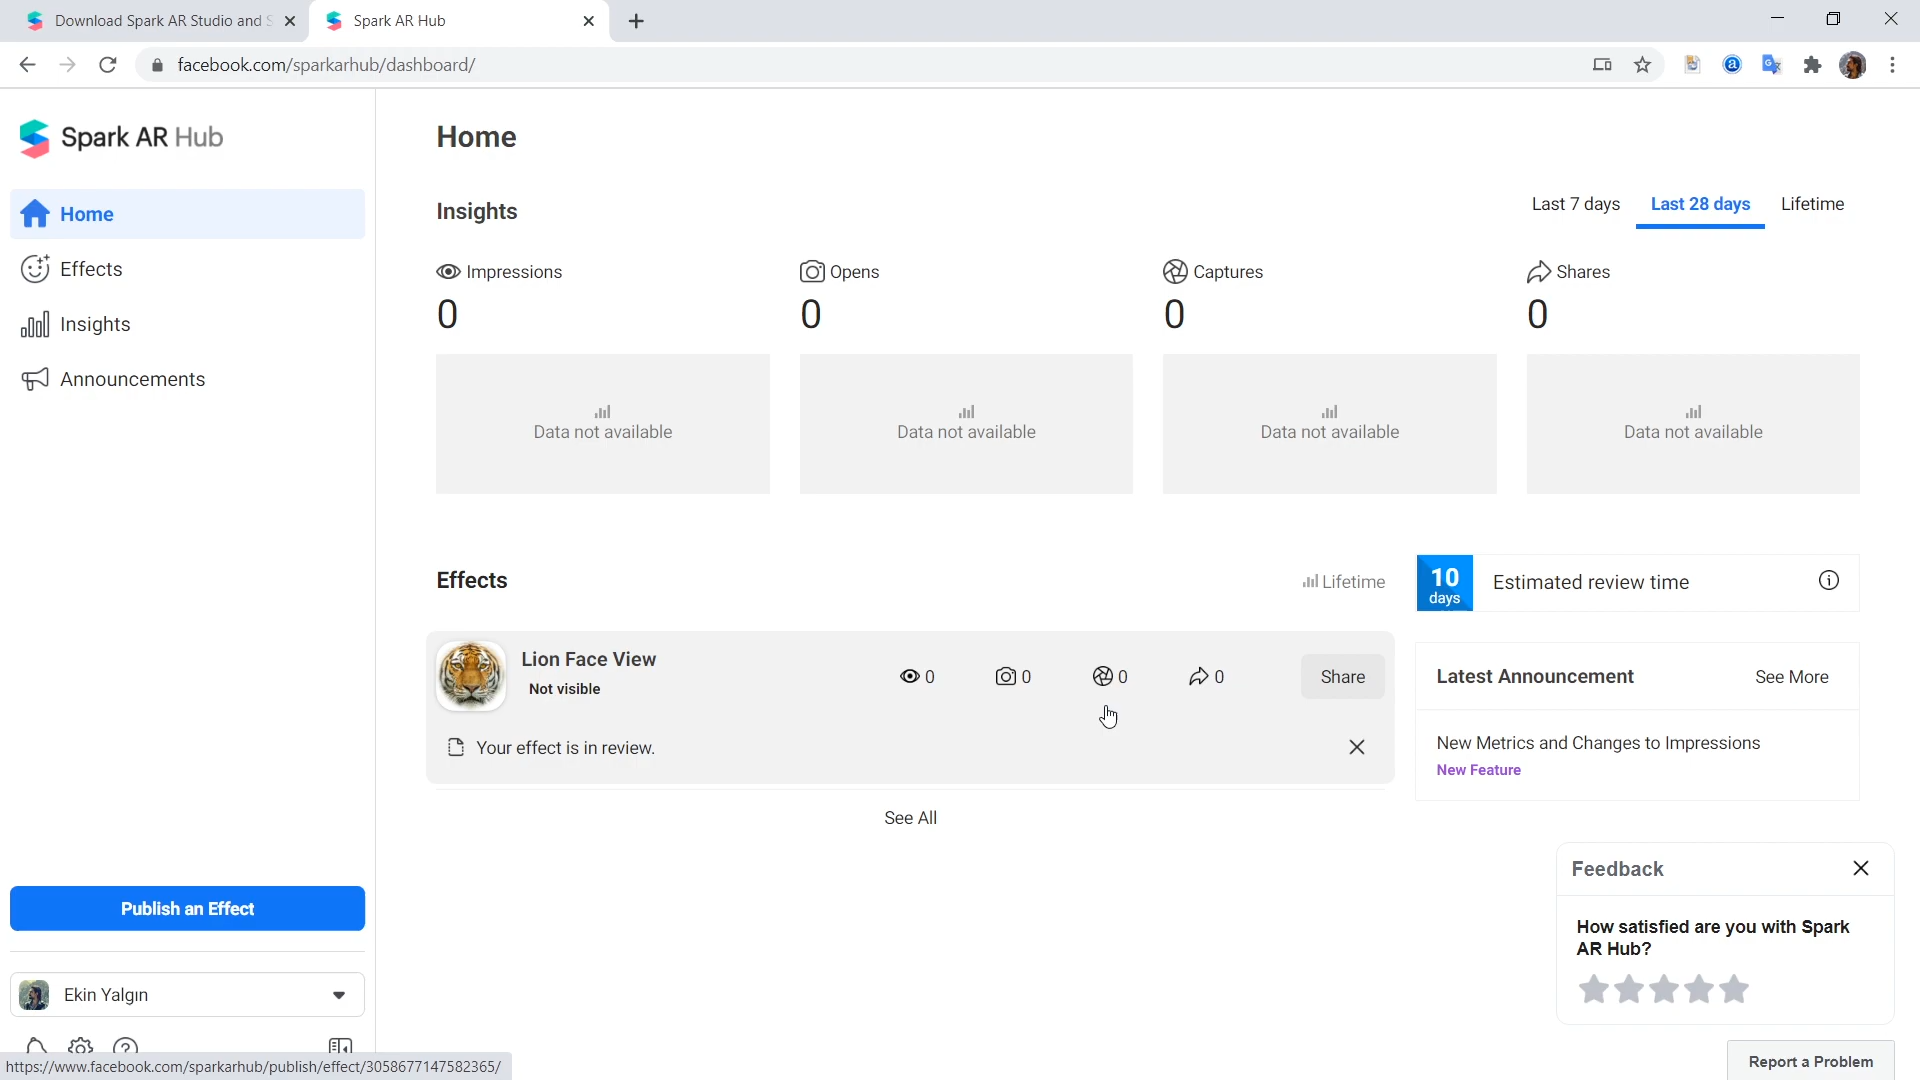 Download Spark AR Studio and S
Spark AR Hub
facebook.com/sparkarhub/dashboard/
Spark AR Hub
Home
Effects
Insights
Announcements
Publish an Effect
Ekin Yalgın
https://www.facebook.com/sparkarhub/publish/effect/3058677147582365/
Home
Insights
Last 7 days
Last 28 days
Lifetime
Impressions
0
Data not available
Opens
0
Data not available
Captures
0
Data not available
Shares
0
Data not available
Effects
Lifetime
Lion Face View
Not visible
0
0
0
0
Share
Your effect is in review.
See All
10
days
Estimated review time
Latest Announcement
See More
New Metrics and Changes to Impressions
New Feature
Feedback
How satisfied are you with Spark
AR Hub?
Report a Problem